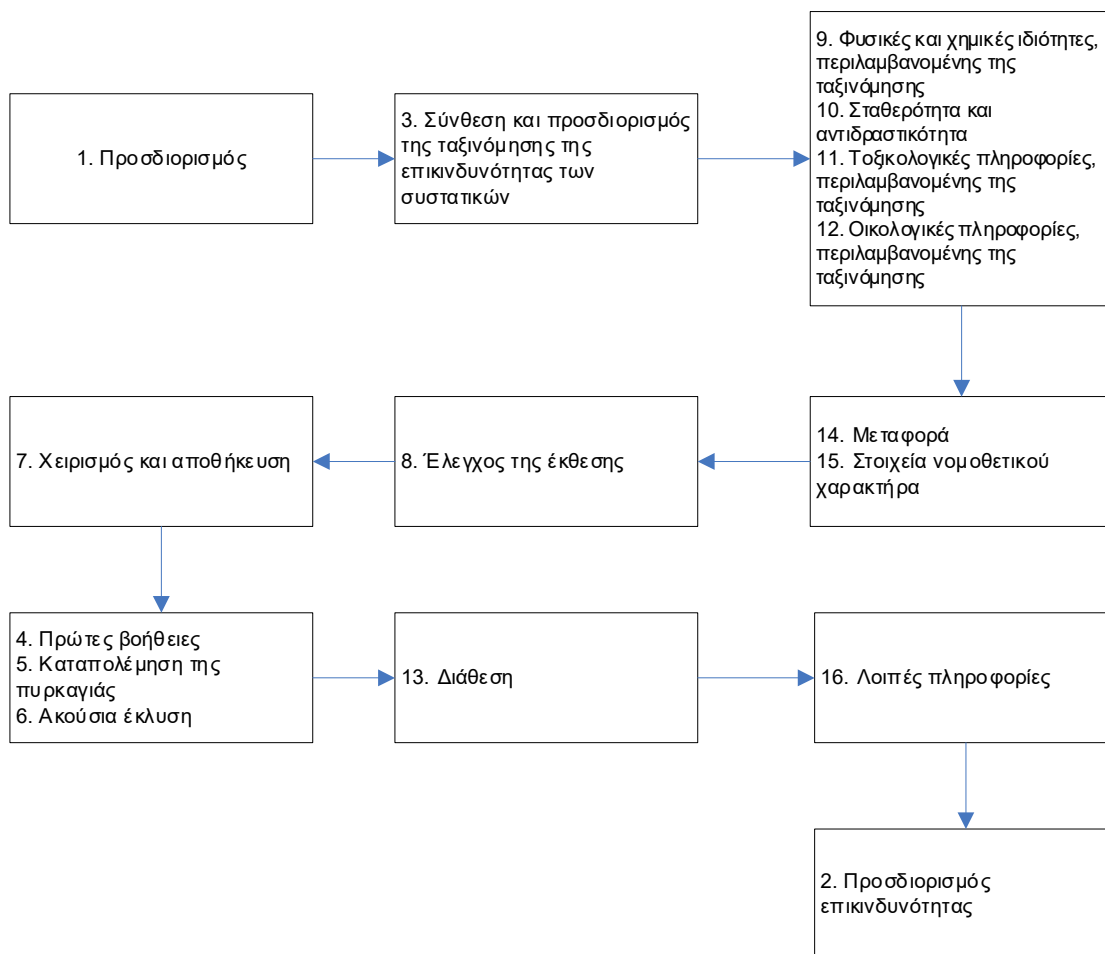 1. Προσδιορισμός
3. Σύνθεση και προσδιορισμός
της ταξινόμησης της
επικινδυνότητας των
συστατικών
9. Φυσικές και χημικές ιδιότητες,
περιλαμβανομένης της
ταξινόμησης
10. Σταθερότητα και
αντιδραστικότητα
11. Τοξικολογικές πληροφορίες,
περιλαμβανομένης της
ταξινόμησης
12. Οικολογικές πληροφορίες,
περιλαμβανομένης της
ταξινόμησης
7. Χειρισμός και αποθήκευση
8. Έλεγχος της έκθεσης
14. Μεταφορά
15. Στοιχεία νομοθετικού
χαρακτήρα
4. Πρώτες βοήθειες
5. Καταπολέμηση της
πυρκαγιάς
6. Ακούσια έκλυση
13. Διάθεση
16. Λοιπές πληροφορίες
2. Προσδιορισμός
επικινδυνότητας